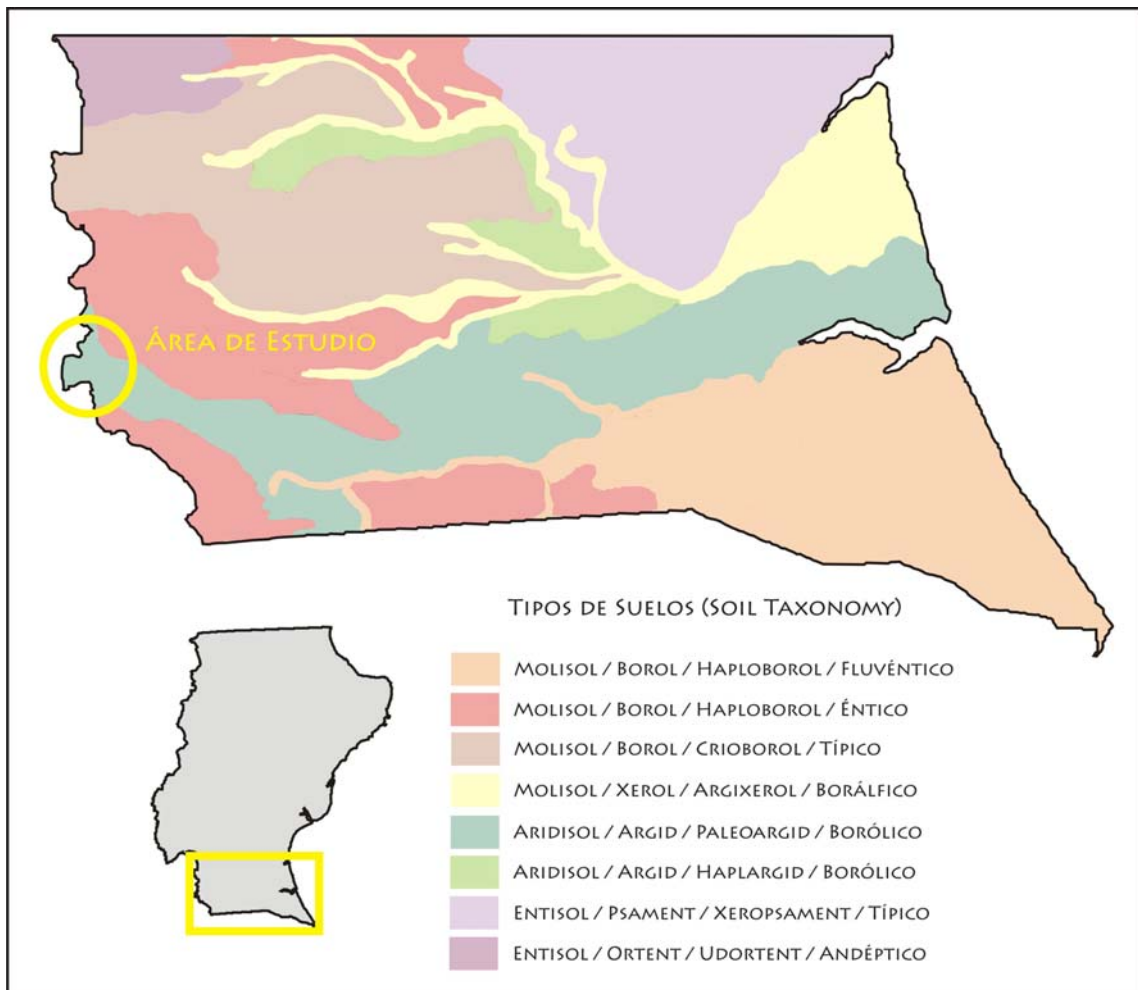 Área de Estudio
Tipos de Suelos (Soil Taxonomy)
Molisol / Borol / Haploborol / Fluvéntico
Molisol / Borol / Haploborol / Éntico
Molisol / Borol / Crioborol / Típico
Molisol / Xerol / Argixerol / Borálfico
Aridisol / Argid / Paleoargid / Borólico
Aridisol / Argid / Haplargid / Borólico
Entisol / Psament / Xeropsament / Típico
Entisol / Ortent / Udortent / Andéptico